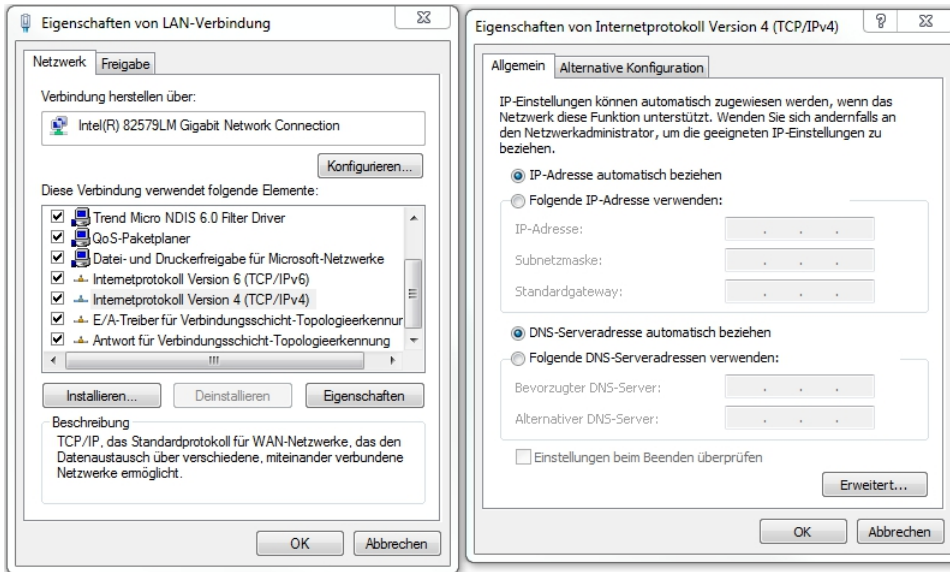 Eigenschaften von LAN-Verbindung
Netzwerk
Freigabe
Verbindung herstellen über:
Intel(R) 82579LM Gigabit Network Connection
Konfigurieren...
Diese Verbindung verwendet folgende Elemente:
Trend Micro NDIS 6.0 Filter Driver
QoS-Paketplaner
Datei- und Druckerfreigabe für Microsoft-Netzwerke
Internetprotokoll Version 6 (TCP/IPv6)
Internetprotokoll Version 4 (TCP/IPv4)
E/A-Treiber für Verbindungsschicht-Topologieerkennur
Antwort für Verbindungsschicht-Topologieerkennung
Installieren...
Deinstallieren
Eigenschaften
Beschreibung
TCP/IP, das Standardprotokoll für WAN-Netzwerke, das den
Datenaustausch über verschiedene, miteinander verbundene
Netzwerke ermöglicht.
OK
Abbrechen
Eigenschaften von Internetprotokoll Version 4 (TCP/IPv4)
?
Allgemein
Alternative Konfiguration
IP-Einstellungen können automatisch zugewiesen werden, wenn das
Netzwerk diese Funktion unterstützt. Wenden Sie sich andernfalls an
den Netzwerkadministrator, um die geeigneten IP-Einstellungen zu
beziehen.
IP-Adresse automatisch beziehen
Folgende IP-Adresse verwenden:
IP-Adresse:
Subnetzmaske:
Standardgateway:
DNS-Serveradresse automatisch beziehen
Folgende DNS-Serveradressen verwenden:
Bevorzugter DNS-Server:
Alternativer DNS-Server:
Einstellungen beim Beenden überprüfen
Erweitert...
OK
Abbrechen